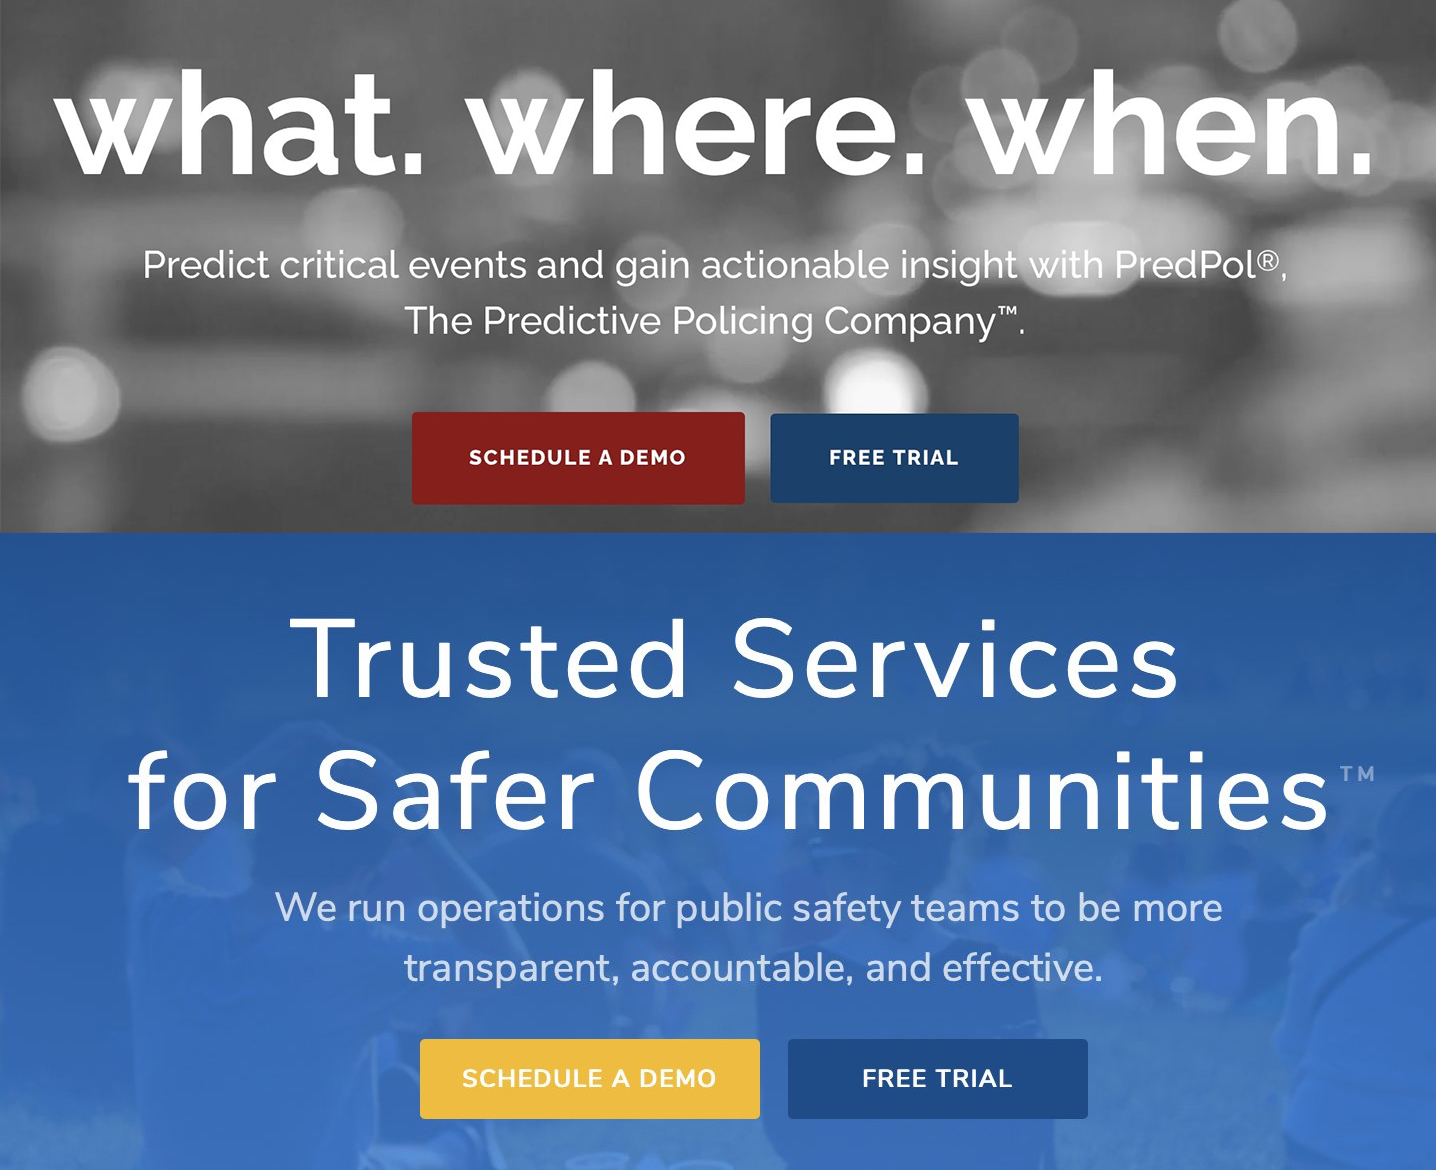 what. where. when.
Predict critical events and gain actionable insight with PredPol®,
The Predictive Policing Company™.
SCHEDULE A DEMO
FREE TRIAL
Trusted Services
for Safer Communities™
We run operations for public safety teams to be more
transparent, accountable, and effective.
SCHEDULE A DEMO
FREE TRIAL